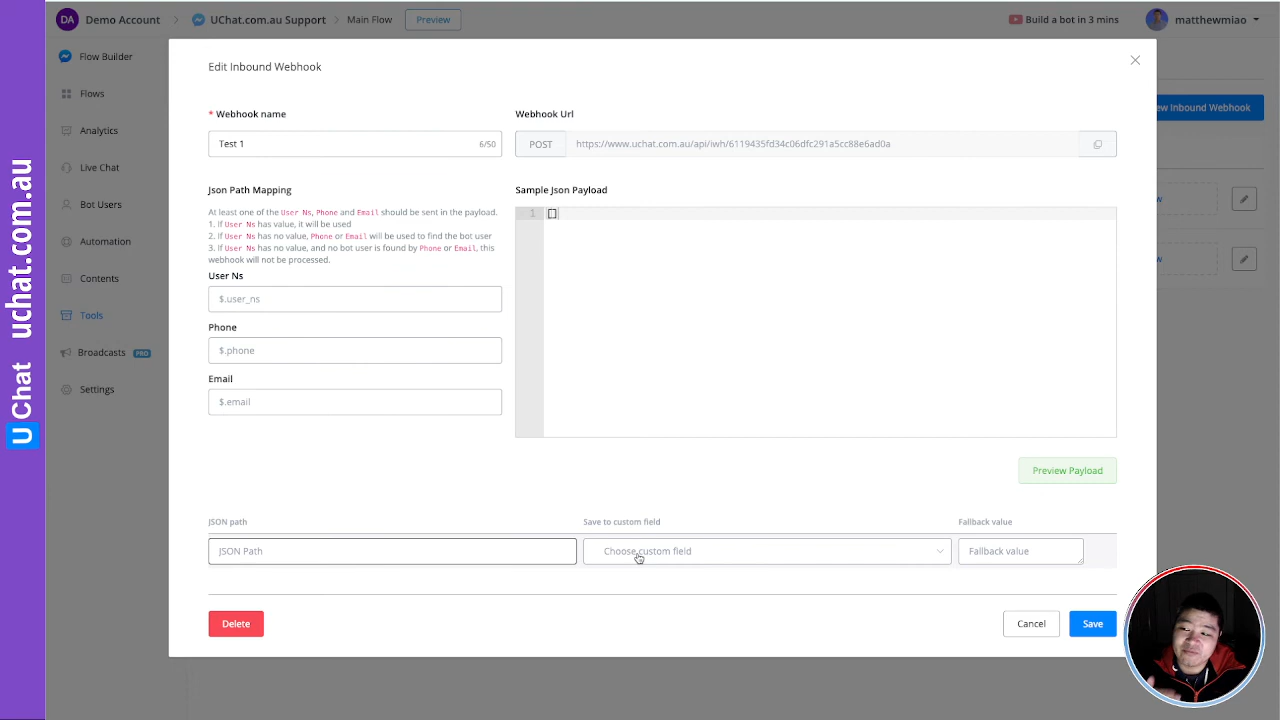 DA
Demo Account
UChat.com.au Support
Main Flow
Preview
Build a bot in 3 mins
matthewmiao
Flow Builder
Flows
Analytics
Live Chat
Bot Users
Automation
Contents
Tools
Broadcasts PRO
Settings
U Chat uchat.com.au
ew Inbound Webhook
w
w
Edit Inbound Webhook
* Webhook name
Test 1
6/50
Webhook Url
POST
https://www.uchat.com.au/api/iwh/6119435fd34c06dfc291a5cc88e6ad0a
Json Path Mapping
At least one of the User Ns, Phone and Email should be sent in the payload.
1. If User Ns has value, it will be used
2. If User Ns has no value, Phone or Email will be used to find the bot user
3. If User Ns has no value, and no bot user is found by Phone or Email, this
webhook will not be processed.
User Ns
$.user_ns
Phone
$.phone
Email
$.email
Sample Json Payload
1 []
Preview Payload
JSON path
Save to custom field
Fallback value
JSON Path
Choose custom field
Fallback value
Delete
Cancel
Save